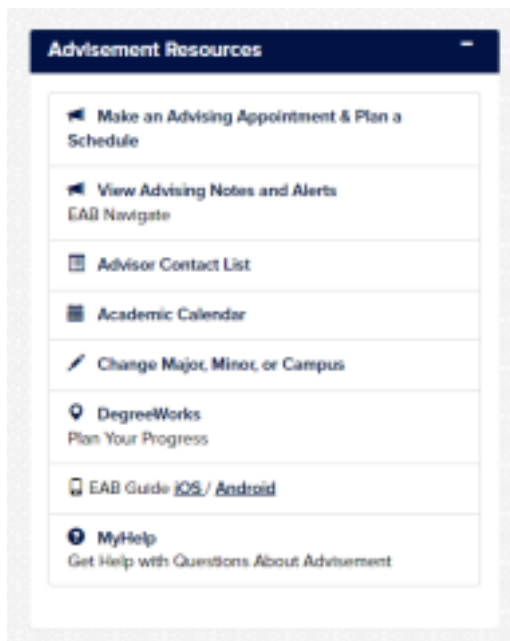 Advisement Resources
Make an Advising Appointment & Plan a
Schedule
View Advising Notes and Alerts
EAB Navigate
Advisor Contact List
Academic Calendar
Change Major, Minor, or Campus
DegreeWorks
Plan Your Progress
EAB Guide iOS / Android
MyHelp
Get Help with Questions About Advisement